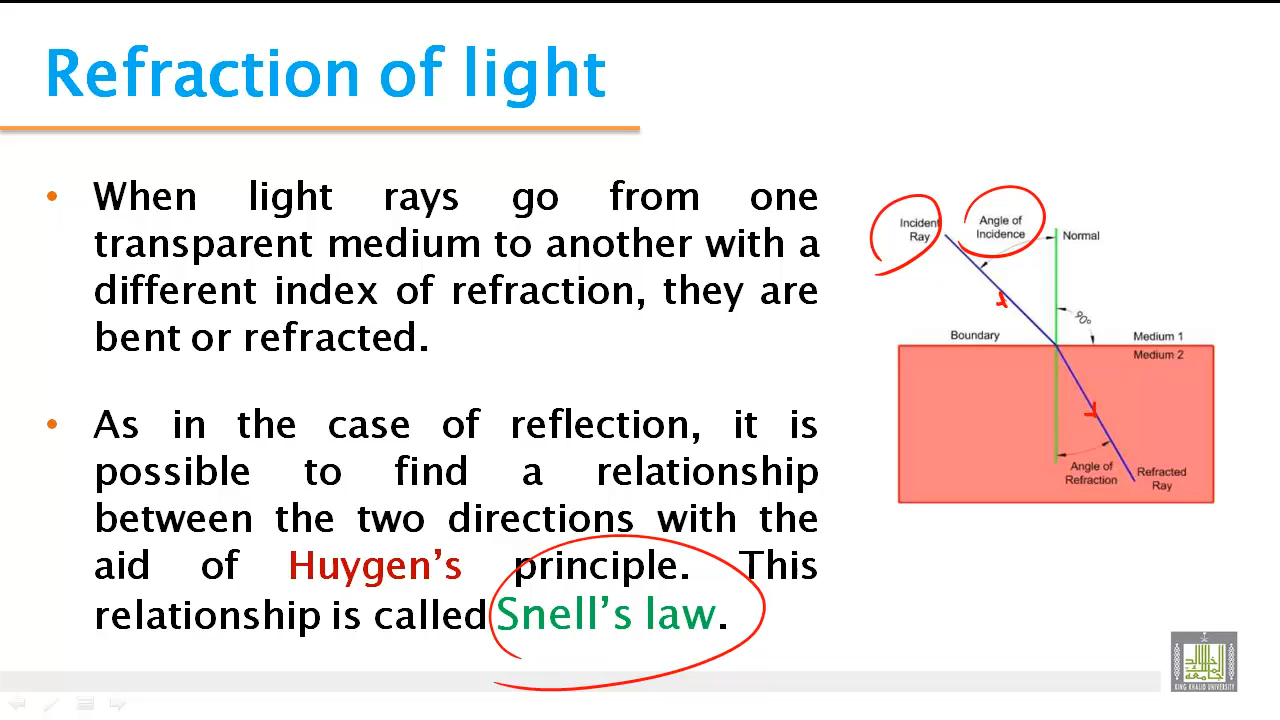 Refraction of light
• When light rays go from one
transparent medium to another with a
different index of refraction, they are
bent or refracted.
• As in the case of reflection, it is
possible to find a relationship
between the two directions with the
aid of Huygen’s principle. This
relationship is called Snell’s law.
Incident
Ray
Angle of
Incidence
Normal
90°
Boundary
Medium 1
Medium 2
Angle of
Refraction
Refracted
Ray
KING KHALID UNIVERSITY